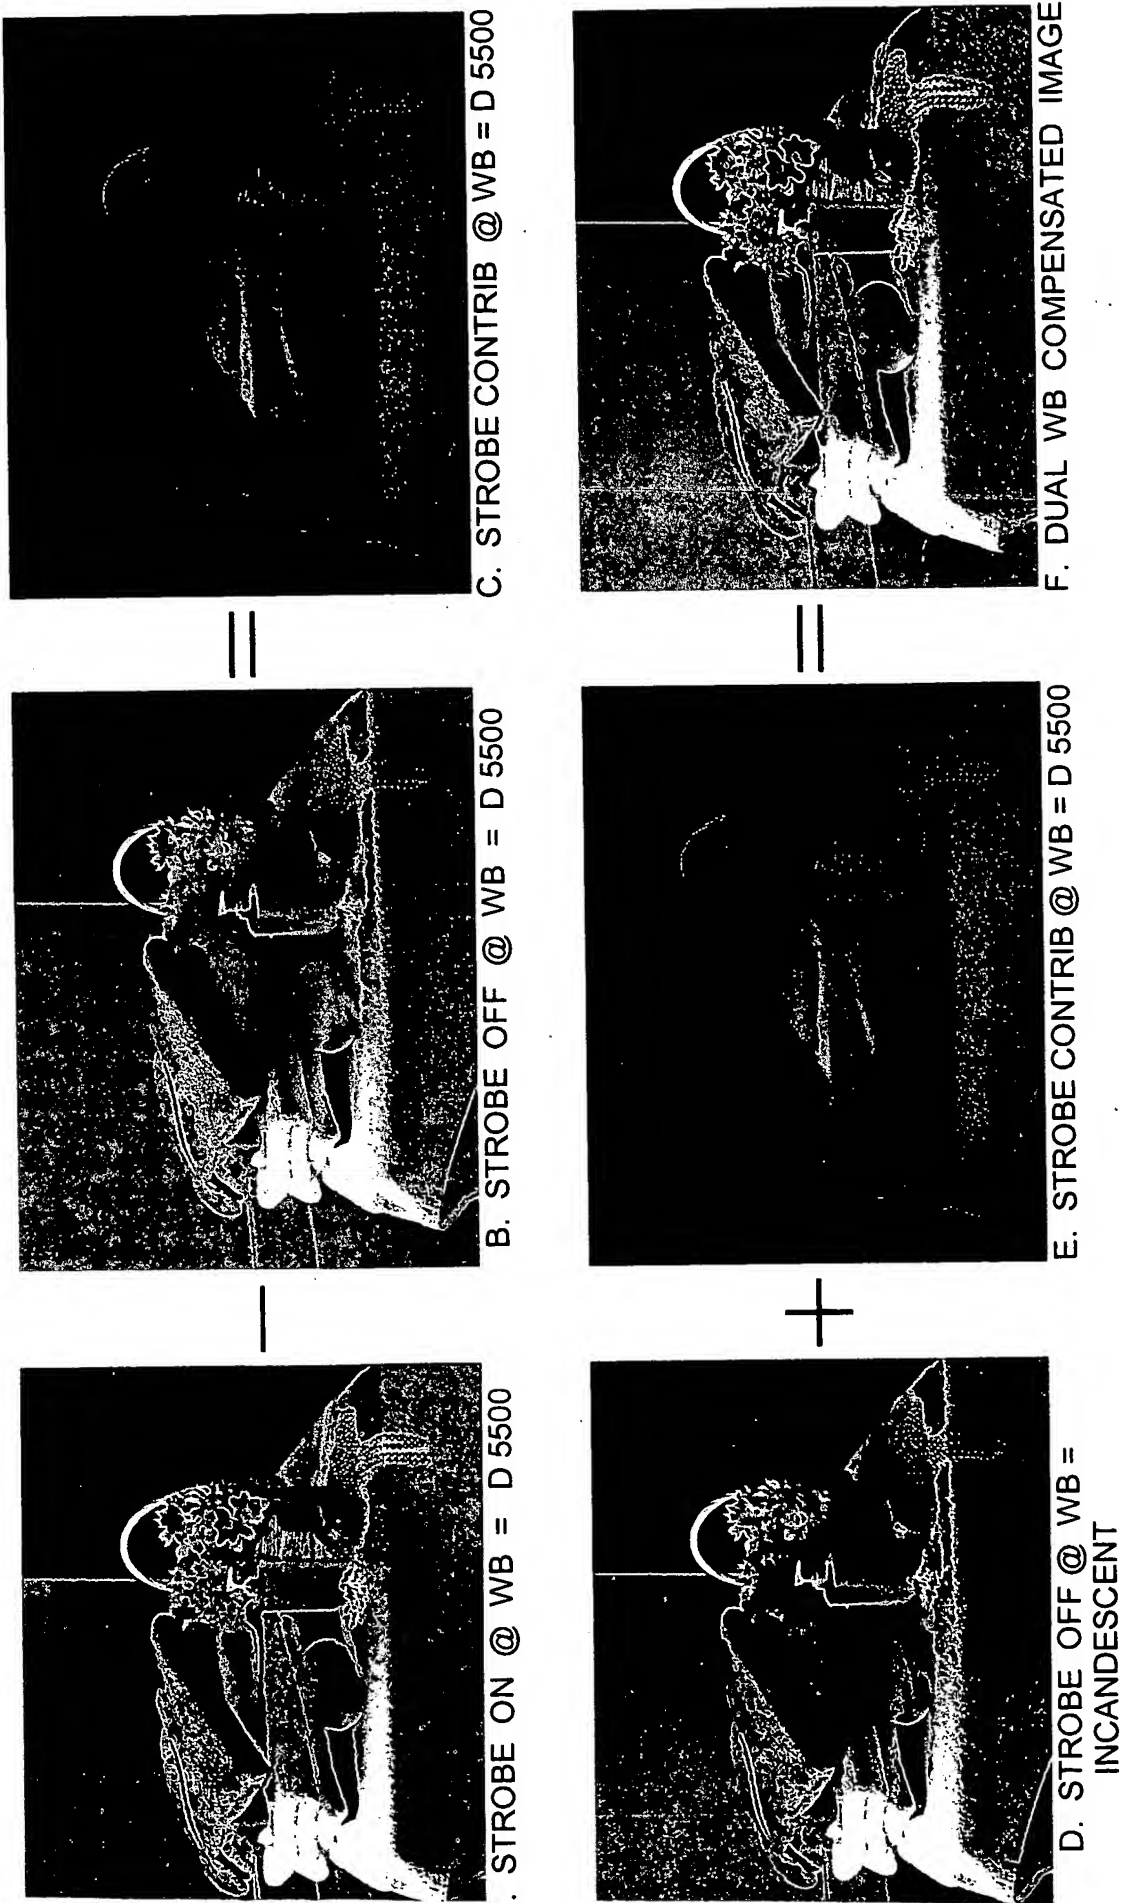 . STROBE ON @ WB = D 5500
—
B. STROBE OFF @ WB = D 5500
=
C. STROBE CONTRIB @ WB = D 5500
D. STROBE OFF @ WB =
INCANDESCENT
+
E. STROBE CONTRIB @ WB = D 5500
=
F. DUAL WB COMPENSATED IMAGE